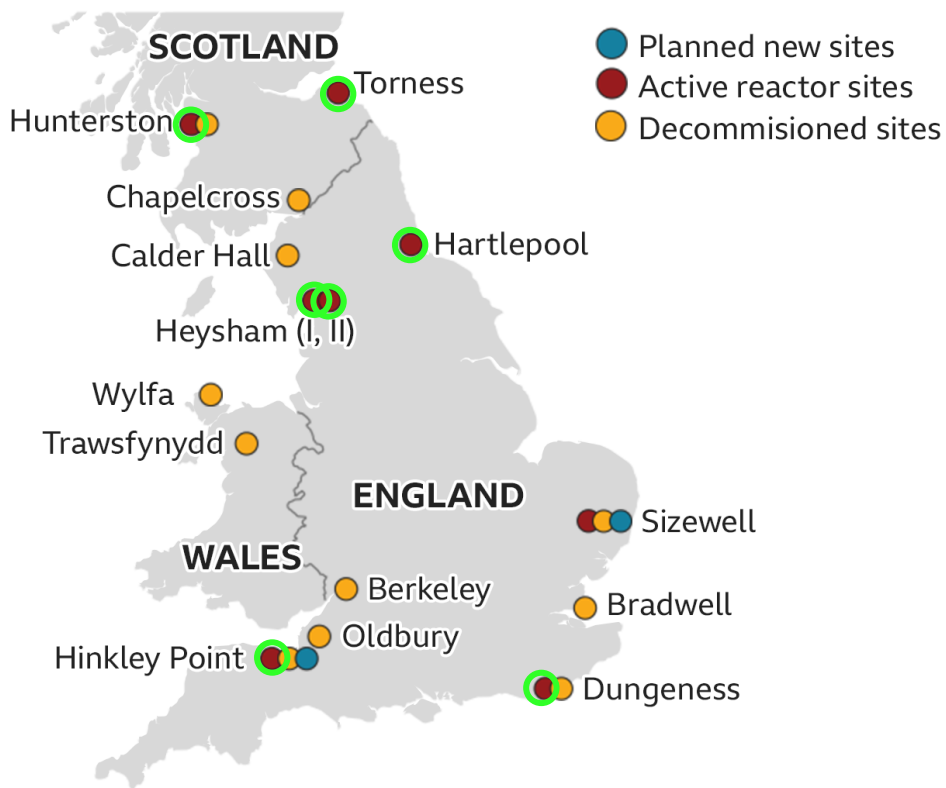 SCOTLAND
Planned new sites
Active reactor sites
Decommisioned sites
Torness
Hunterston
Chapelcross
Hartlepool
Calder Hall
Heysham (I, II)
Wylfa
Trawsfynydd
ENGLAND
Sizewell
WALES
Berkeley
Bradwell
Oldbury
Hinkley Point
Dungeness